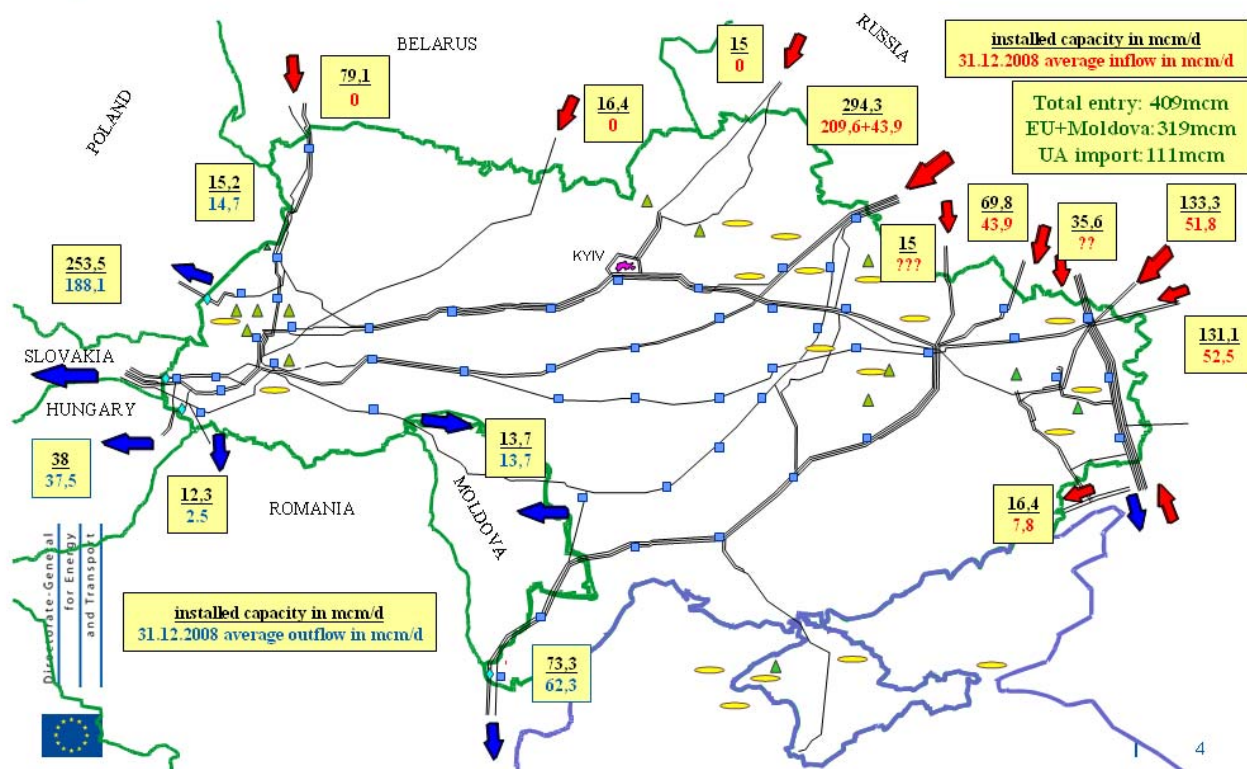 BELARUS
RUSSIA
POLAND
79,1
0
16,4
0
15
0
294,3
209,6+43,9
installed capacity in mcm/d
31.12.2008 average inflow in mcm/d
Total entry: 409mcm
EU+Moldova:319mcm
UA import:111mcm
15,2
14,7
253,5
188,1
KYIV
15
???
69,8
43,9
35,6
??
133,3
51,8
131,1
52,5
SLOVAKIA
HUNGARY
38
37,5
12,3
2.5
ROMANIA
MOLDOVA
13,7
13,7
16,4
7,8
Directorate-General
for Energy
and Transport
installed capacity in mcm/d
31.12.2008 average outflow in mcm/d
73,3
62,3
4